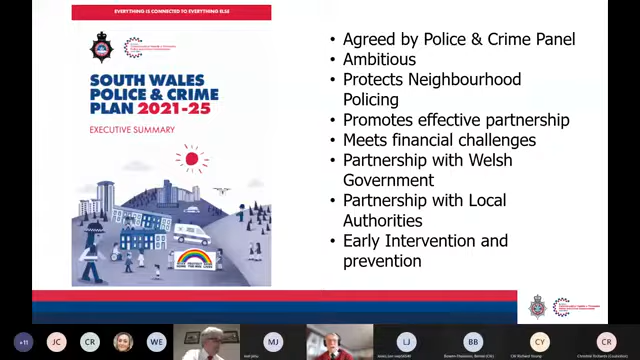 EVERYTHING IS CONNECTED TO EVERYTHING ELSE
SOUTH WALES
POLICE & CRIME
PLAN 2021-25
EXECUTIVE SUMMARY
• Agreed by Police & Crime Panel
• Ambitious
• Protects Neighbourhood
Policing
• Promotes effective partnership
• Meets financial challenges
• Partnership with Welsh
Government
• Partnership with Local
Authorities
• Early Intervention and
prevention
+11
JC
CR
WE
MJ
LJ
BB
CY
CR